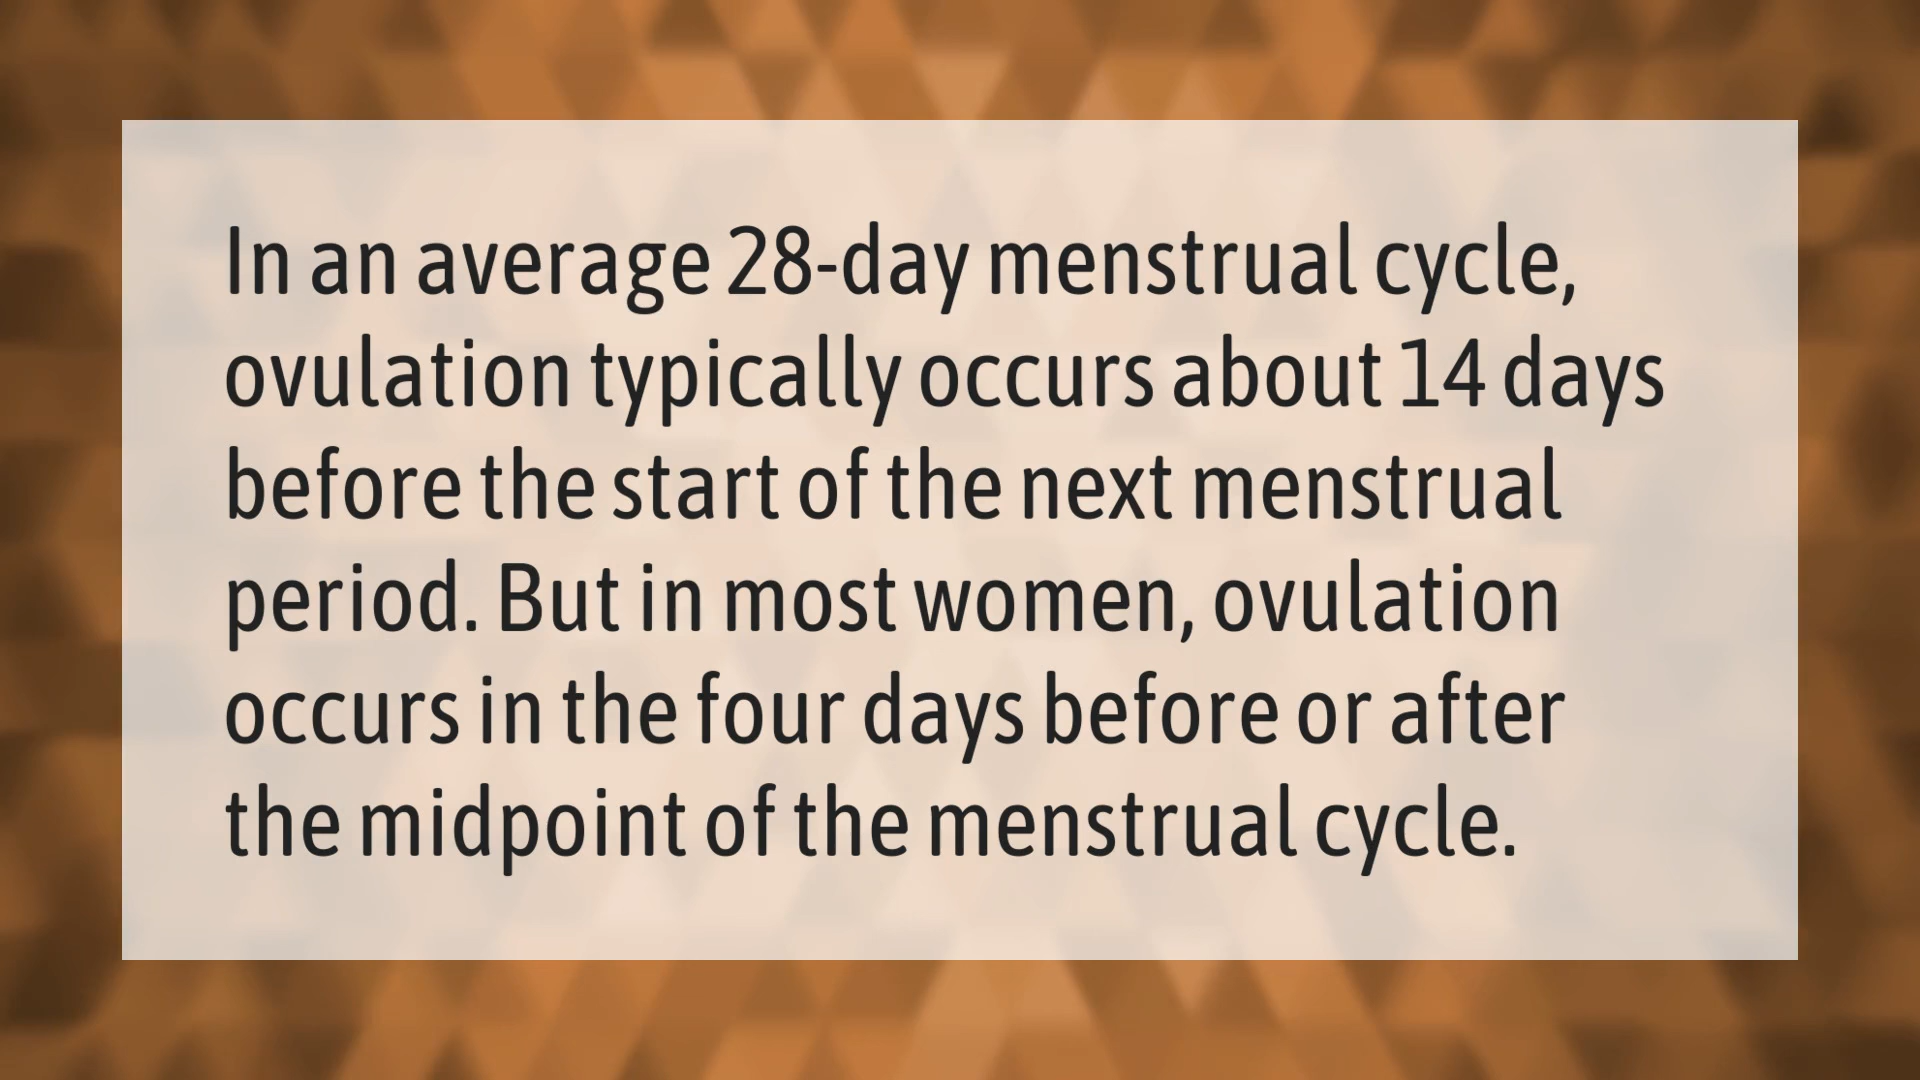 In an average 28-day menstrual cycle,
ovulation typically occurs about 14 days
before the start of the next menstrual
period. But in most women, ovulation
occurs in the four days before or after
the midpoint of the menstrual cycle.